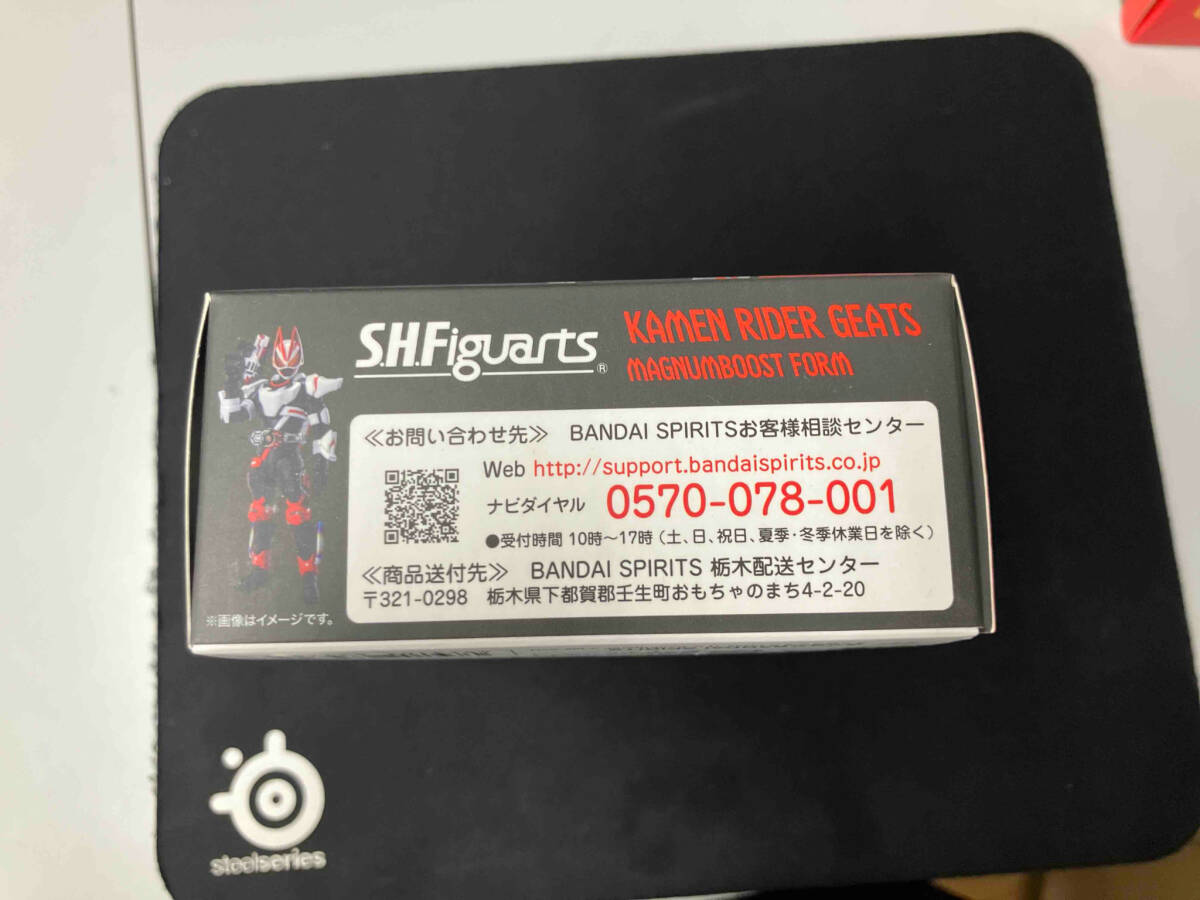 S.H.Figuarts ®
KAMEN RIDER GEATS
MAGNUMBOOST FORM
≪お問い合わせ先≫ BANDAI SPIRITSお客様相談センター
Web http://support.bandaispirits.co.jp
ナビダイヤル 0570-078-001
●受付時間 10時～17時（土、日、祝日、夏季・冬季休業日を除く）
≪商品送付先≫ BANDAI SPIRITS 栃木配送センター
〒321-0298 栃木県下都賀郡壬生町おもちゃのまち4-2-20
※画像はイメージです。
steelseries